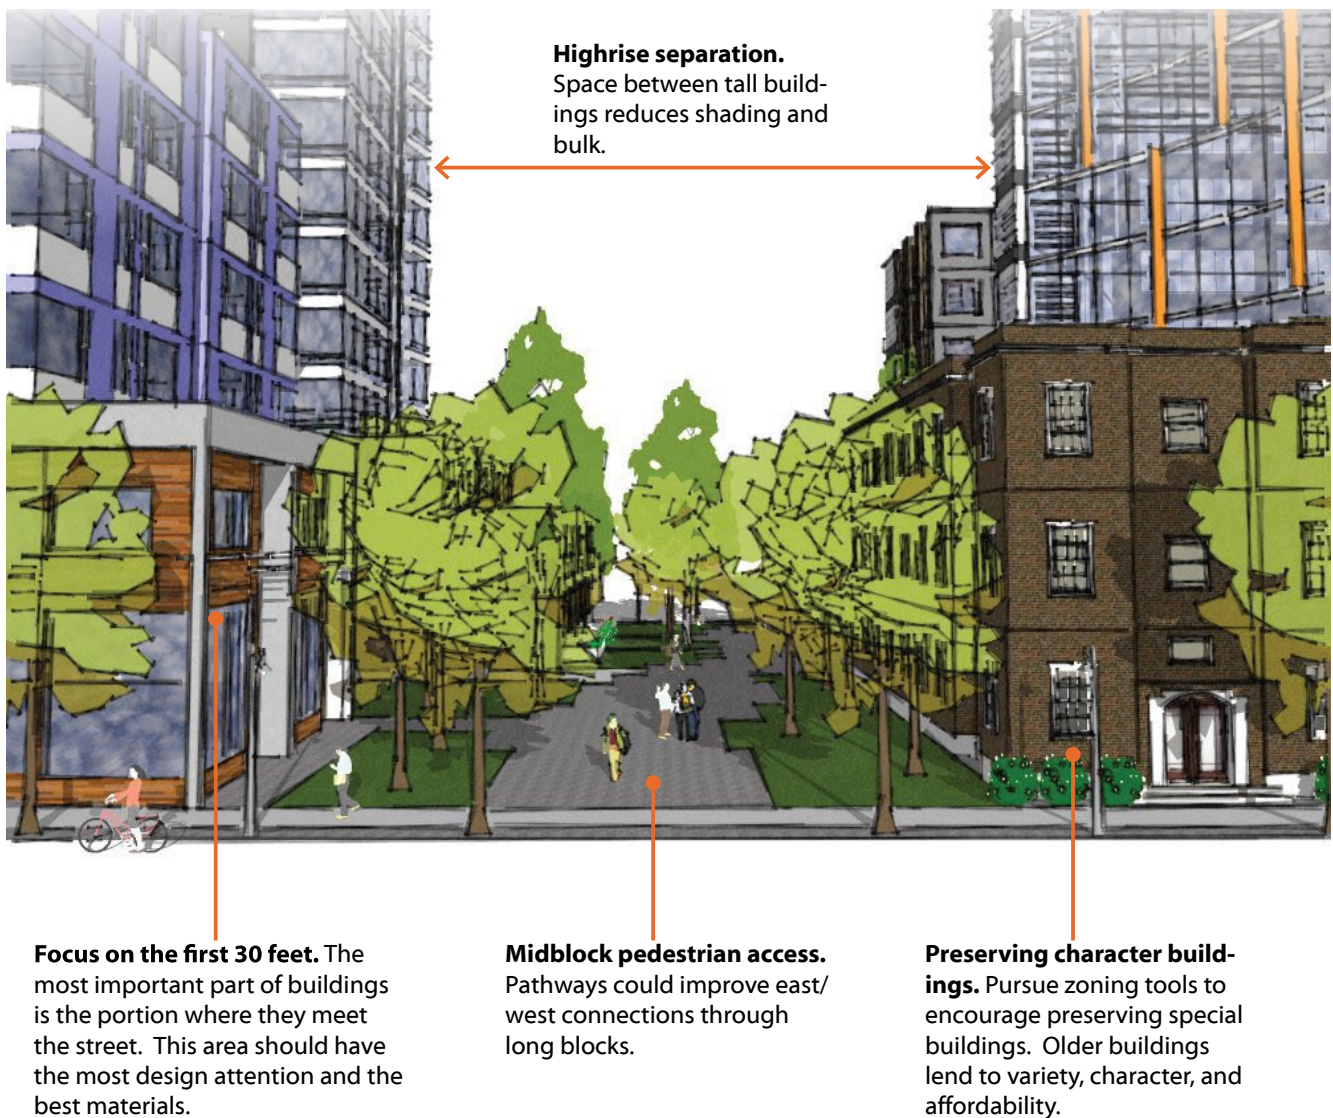 Highrise separation.
Space between tall build-
ings reduces shading and
bulk.
Focus on the first 30 feet. The
most important part of buildings
is the portion where they meet
the street.  This area should have
the most design attention and the
best materials.
Midblock pedestrian access.
Pathways could improve east/
west connections through
long blocks.
Preserving character build-
ings. Pursue zoning tools to
encourage preserving special
buildings.  Older buildings
lend to variety, character, and
affordability.